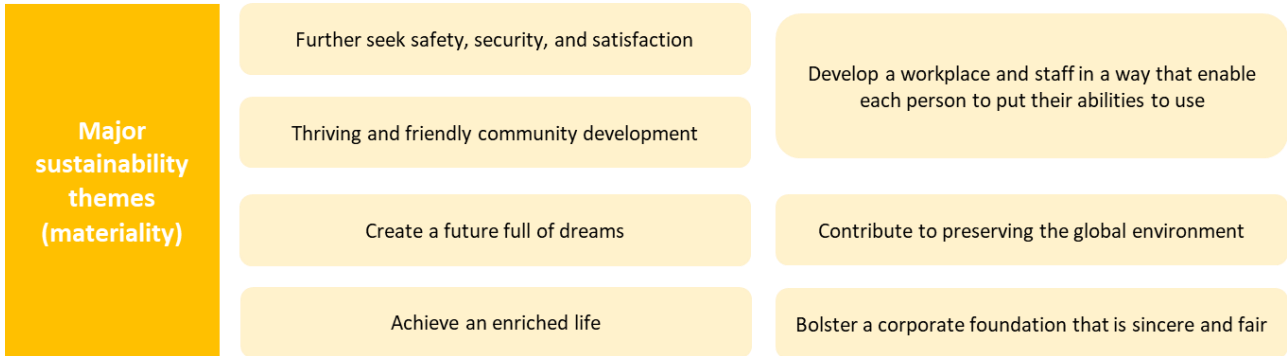 Major
sustainability
themes
(materiality)
Further seek safety, security, and satisfaction
Thriving and friendly community development
Create a future full of dreams
Achieve an enriched life
Develop a workplace and staff in a way that enable
each person to put their abilities to use
Contribute to preserving the global environment
Bolster a corporate foundation that is sincere and fair